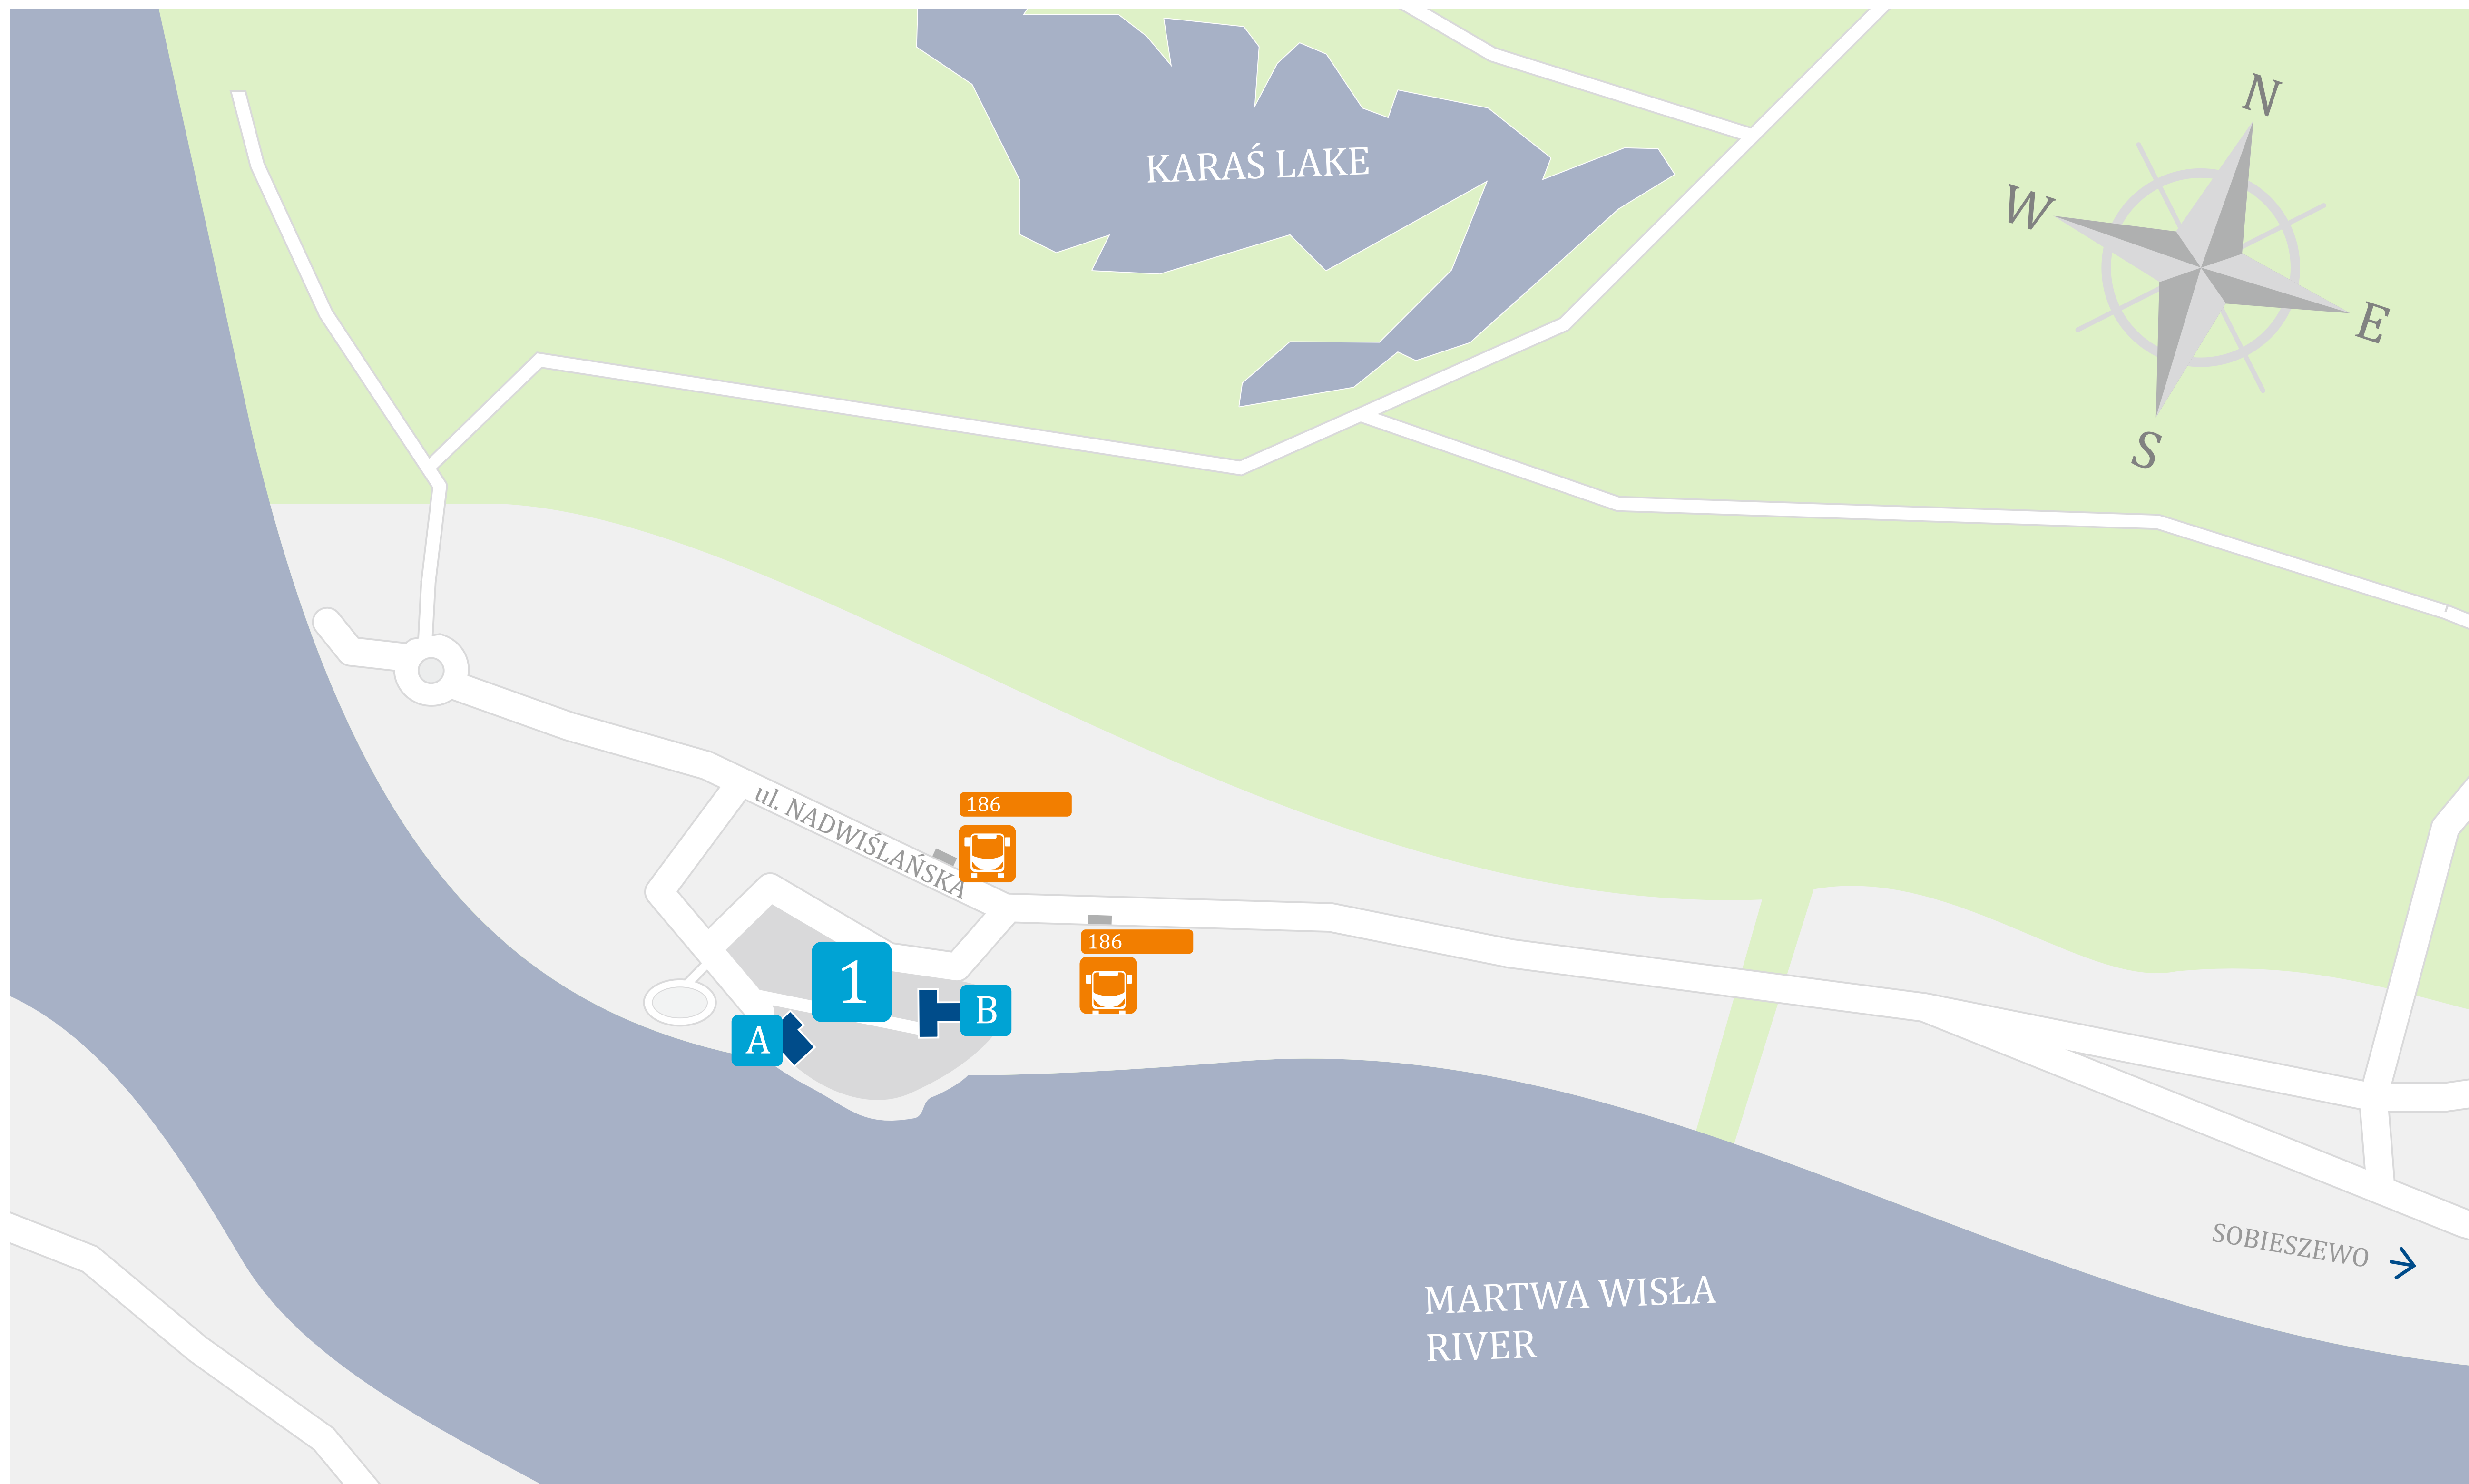 N
KARAŚ LAKE
W
E
S
ul. NADWIŚLAŃSKA
186
186
1
B
A
SOBIESZEWO
MARTWA WISŁA
RIVER